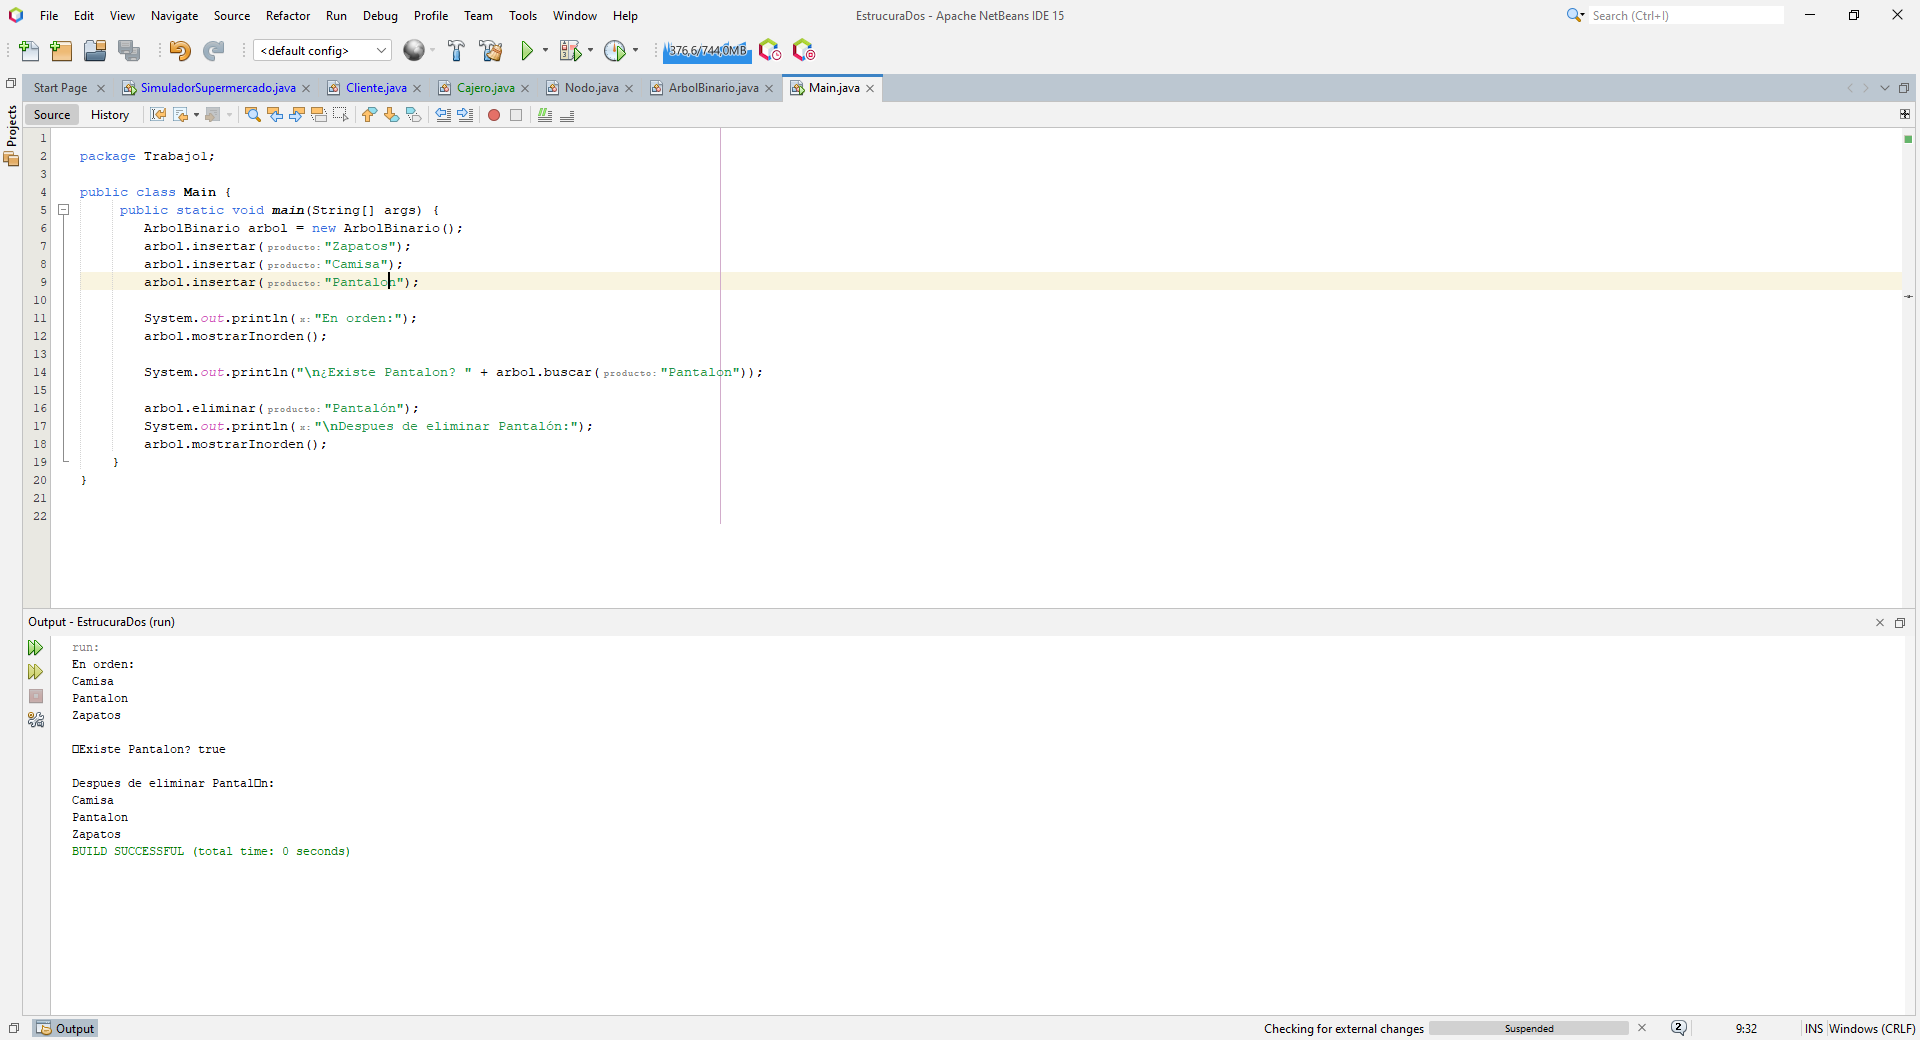 File Edit View Navigate Source Refactor Run Debug Profile Team Tools Window Help
EstrucuraDos - Apache NetBeans IDE 15
Search (Ctrl+I)
<default config>
376,6/744,0MB
Projects
Start Page
SimuladorSupermercado.java
Cliente.java
Cajero.java
Nodo.java
ArbolBinario.java
Main.java
Source History
1
2 package Trabajo1;
3
4 public class Main {
5 public static void main(String[] args) {
6 ArbolBinario arbol = new ArbolBinario();
7 arbol.insertar( producto: "Zapatos");
8 arbol.insertar( producto: "Camisa");
9 arbol.insertar( producto: "Pantalon");
10
11 System.out.println( x: "En orden:");
12 arbol.mostrarInorden();
13
14 System.out.println("\n¿Existe Pantalon? " + arbol.buscar( producto: "Pantalon"));
15
16 arbol.eliminar( producto: "Pantalón");
17 System.out.println( x: "\nDespues de eliminar Pantalón:");
18 arbol.mostrarInorden();
19 }
20 }
21
22
Output - EstrucuraDos (run)
run:
En orden:
Camisa
Pantalon
Zapatos
□Existe Pantalon? true
Despues de eliminar Pantal□n:
Camisa
Pantalon
Zapatos
BUILD SUCCESSFUL (total time: 0 seconds)
Output
Checking for external changes
Suspended
2
9:32
INS
Windows (CRLF)